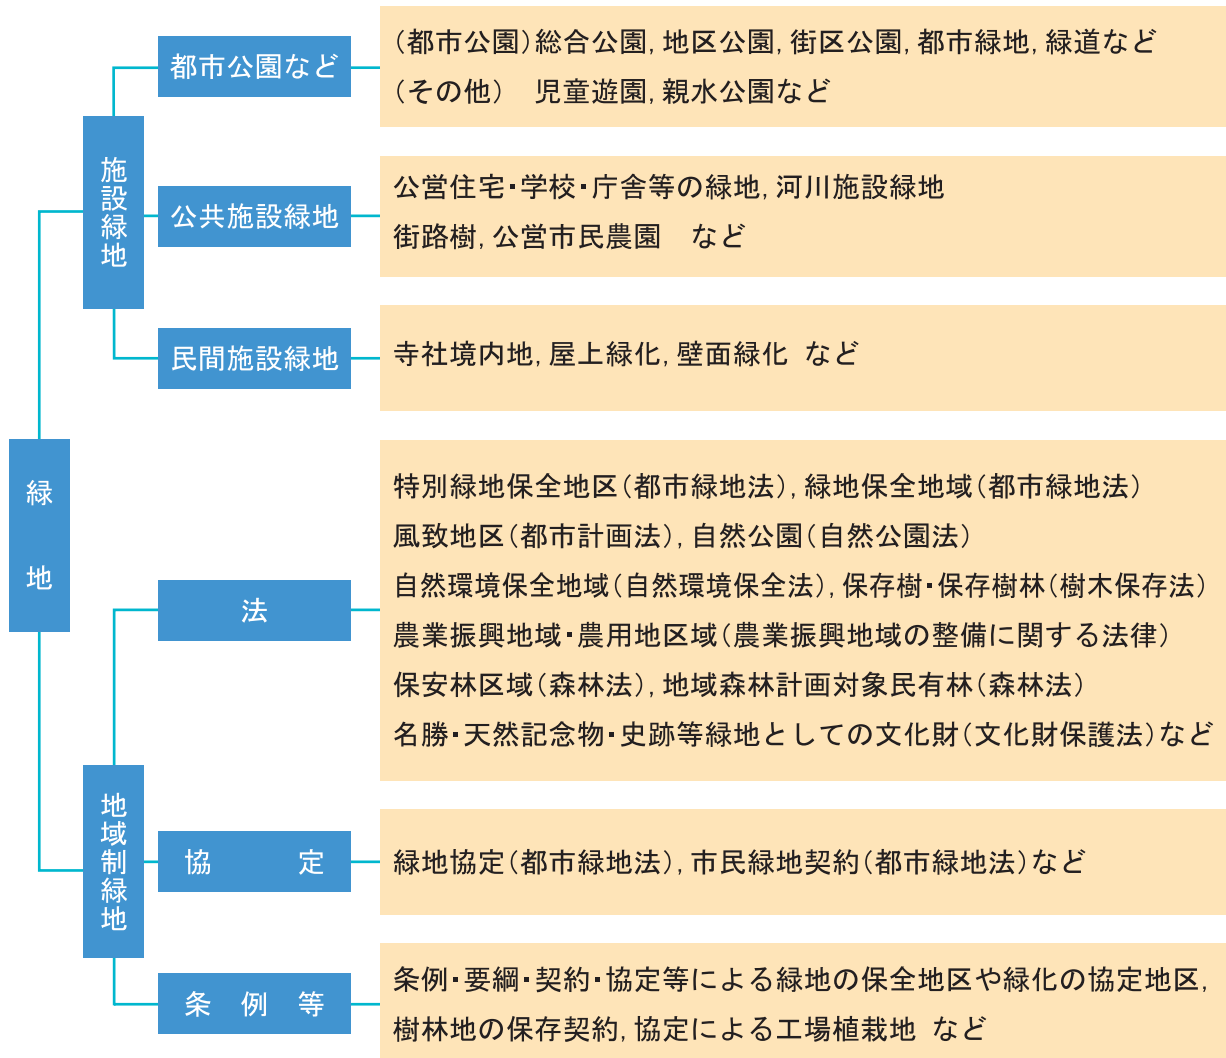 緑地
施設緑地
都市公園など
(都市公園)総合公園,地区公園,街区公園,都市緑地,緑道など
(その他) 児童遊園,親水公園など
公共施設緑地
公営住宅・学校・庁舎等の緑地,河川施設緑地
街路樹,公営市民農園 など
民間施設緑地
寺社境内地,屋上緑化,壁面緑化 など
地域制緑地
法
特別緑地保全地区(都市緑地法),緑地保全地域(都市緑地法)
風致地区(都市計画法),自然公園(自然公園法)
自然環境保全地域(自然環境保全法),保存樹・保存樹林(樹木保存法)
農業振興地域・農用地区域(農業振興地域の整備に関する法律)
保安林区域(森林法),地域森林計画対象民有林(森林法)
名勝・天然記念物・史跡等緑地としての文化財(文化財保護法)など
協定
緑地協定(都市緑地法),市民緑地契約(都市緑地法)など
条例等
条例・要綱・契約・協定等による緑地の保全地区や緑化の協定地区,
樹林地の保存契約,協定による工場植栽地 など